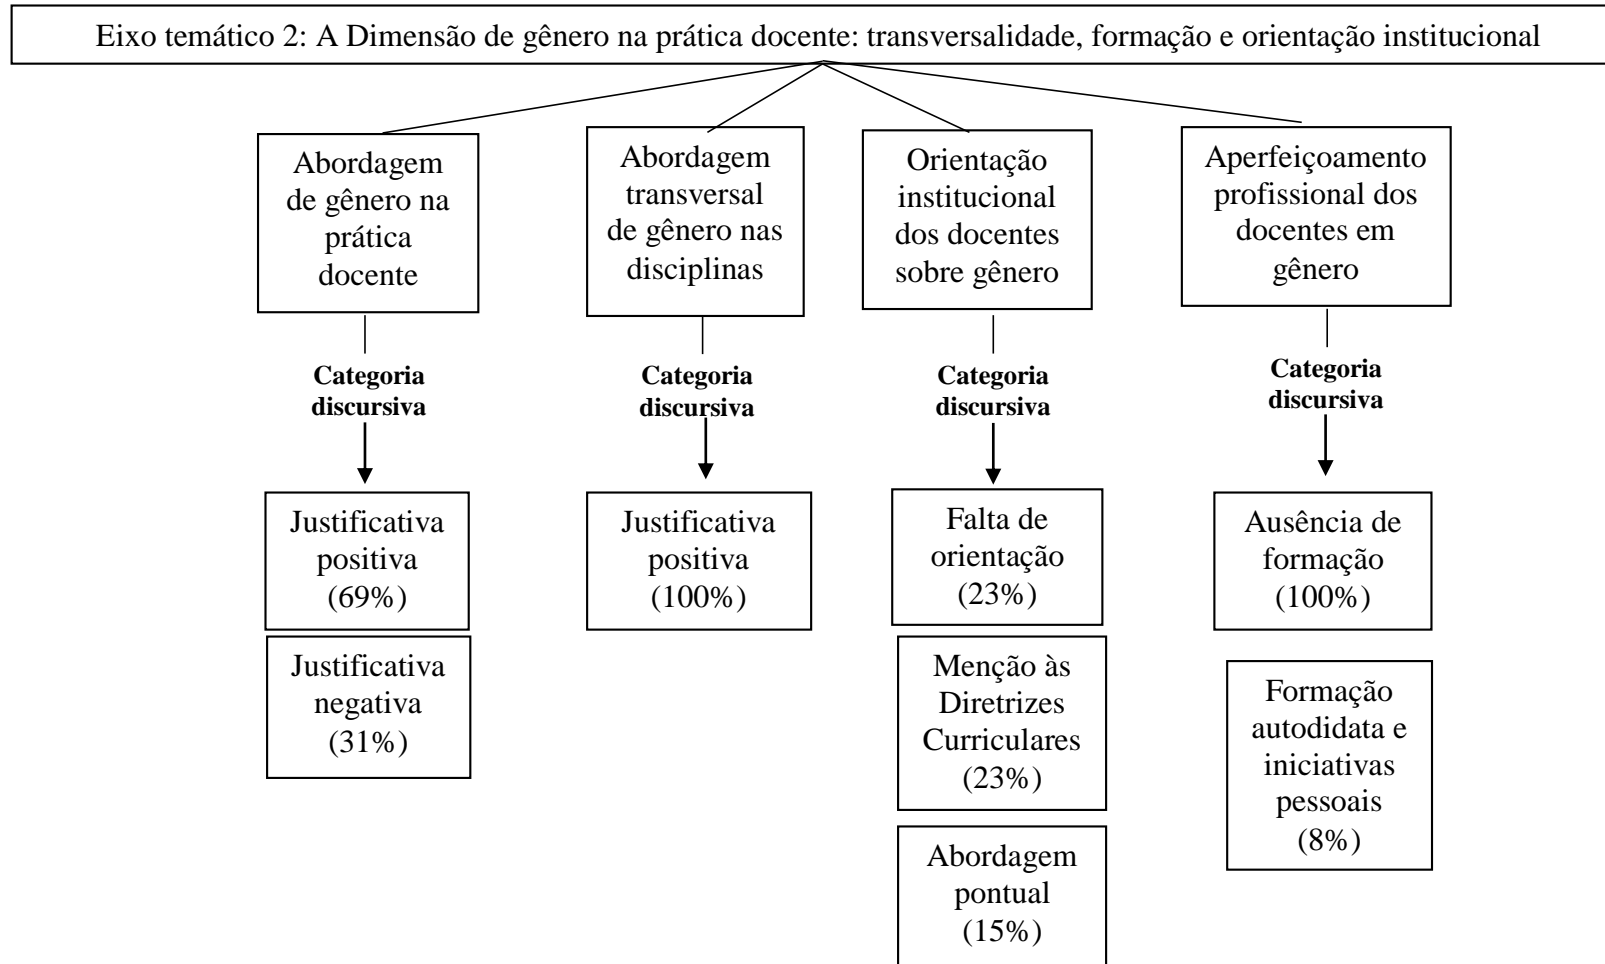 Eixo temático 2: A Dimensão de gênero na prática docente: transversalidade, formação e orientação institucional
Abordagem
de gênero na
prática
docente
Categoria
discursiva
Justificativa
positiva
(69%)
Justificativa
negativa
(31%)
Abordagem
transversal
de gênero nas
disciplinas
Categoria
discursiva
Justificativa
positiva
(100%)
Orientação
institucional
dos docentes
sobre gênero
Categoria
discursiva
Falta de
orientação
(23%)
Menção às
Diretrizes
Curriculares
(23%)
Abordagem
pontual
(15%)
Aperfeiçoamento
profissional dos
docentes em
gênero
Categoria
discursiva
Ausência de
formação
(100%)
Formação
autodidata e
iniciativas
pessoais
(8%)